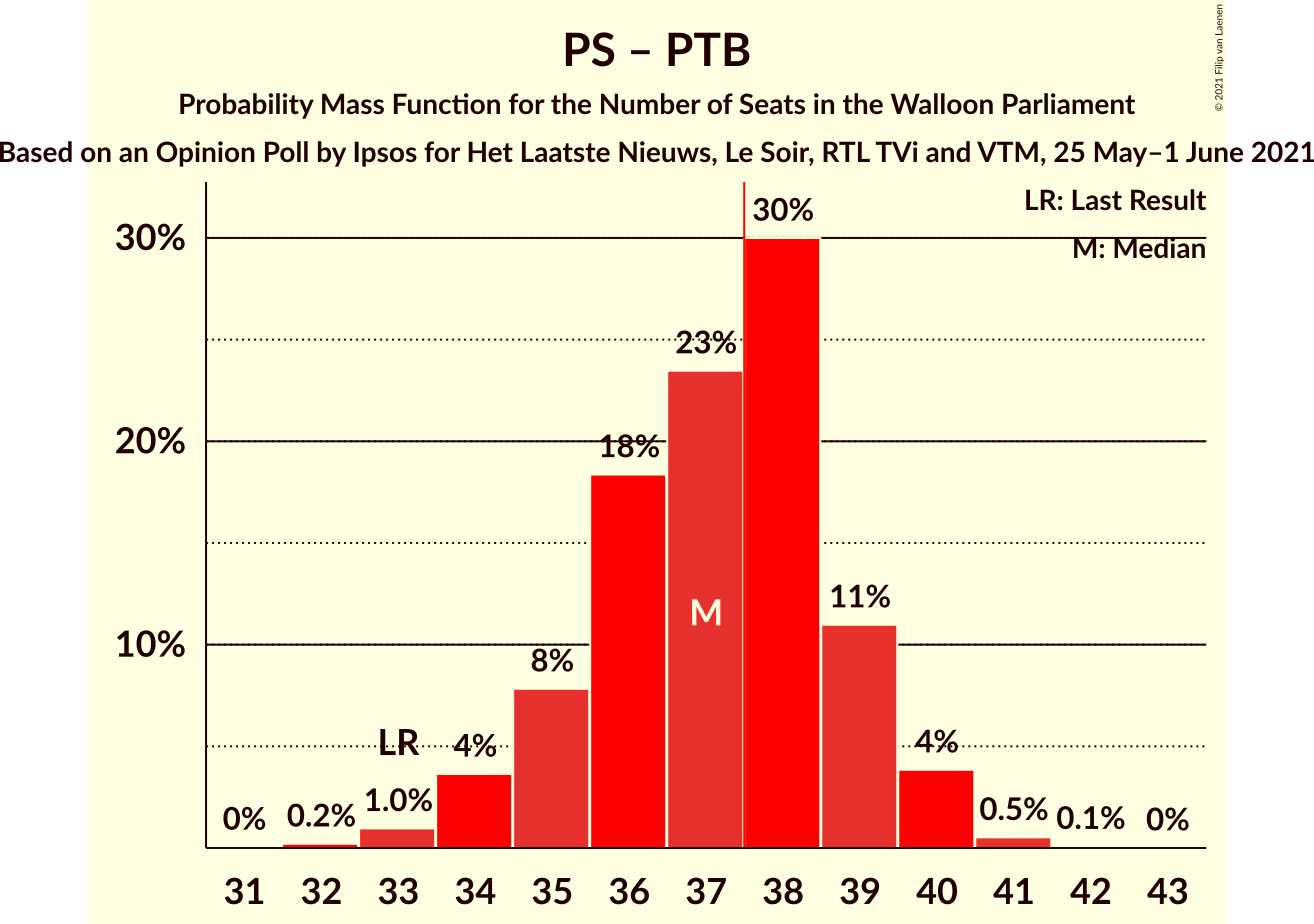 PS – PTB
Probability Mass Function for the Number of Seats in the Walloon Parliament
Based on an Opinion Poll by Ipsos for Het Laatste Nieuws, Le Soir, RTL TVi and VTM, 25 May–1 June 2021
© 2021 Filip van Laenen
LR: Last Result
M: Median
30%
20%
10%
0%
0.2%
LR
1.0%
4%
8%
18%
23%
M
30%
11%
4%
0.5%
0.1%
0%
31 32 33 34 35 36 37 38 39 40 41 42 43